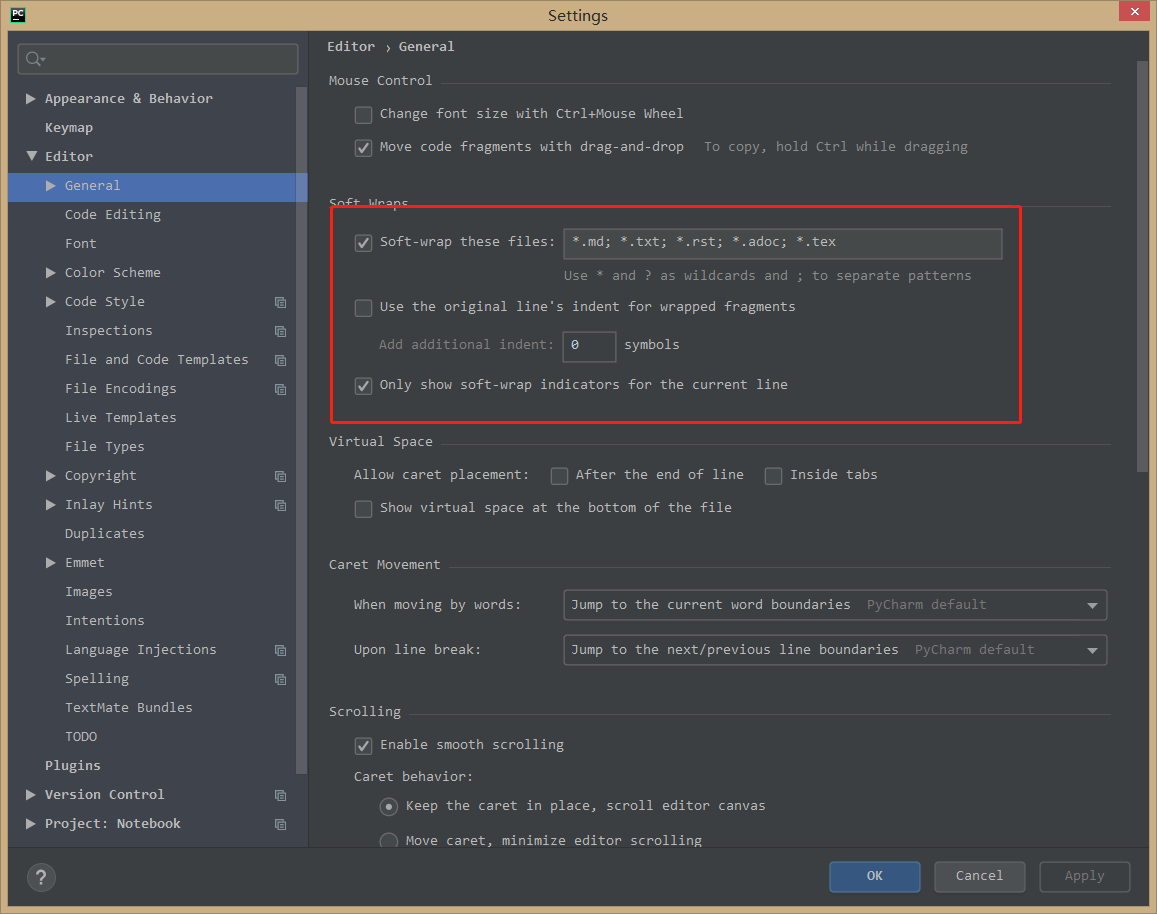 PC
Settings
Appearance & Behavior
Keymap
Editor
General
Code Editing
Font
Color Scheme
Code Style
Inspections
File and Code Templates
File Encodings
Live Templates
File Types
Copyright
Inlay Hints
Duplicates
Emmet
Images
Intentions
Language Injections
Spelling
TextMate Bundles
TODO
Plugins
Version Control
Project: Notebook
Editor › General
Mouse Control
Change font size with Ctrl+Mouse Wheel
Move code fragments with drag-and-drop To copy, hold Ctrl while dragging
Soft Wraps
Soft-wrap these files: *.md; *.txt; *.rst; *.adoc; *.tex
Use * and ? as wildcards and ; to separate patterns
Use the original line's indent for wrapped fragments
Add additional indent: 0 symbols
Only show soft-wrap indicators for the current line
Virtual Space
Allow caret placement: After the end of line Inside tabs
Show virtual space at the bottom of the file
Caret Movement
When moving by words: Jump to the current word boundaries PyCharm default
Upon line break: Jump to the next/previous line boundaries PyCharm default
Scrolling
Enable smooth scrolling
Caret behavior:
Keep the caret in place, scroll editor canvas
Move caret, minimize editor scrolling
?
OK Cancel Apply